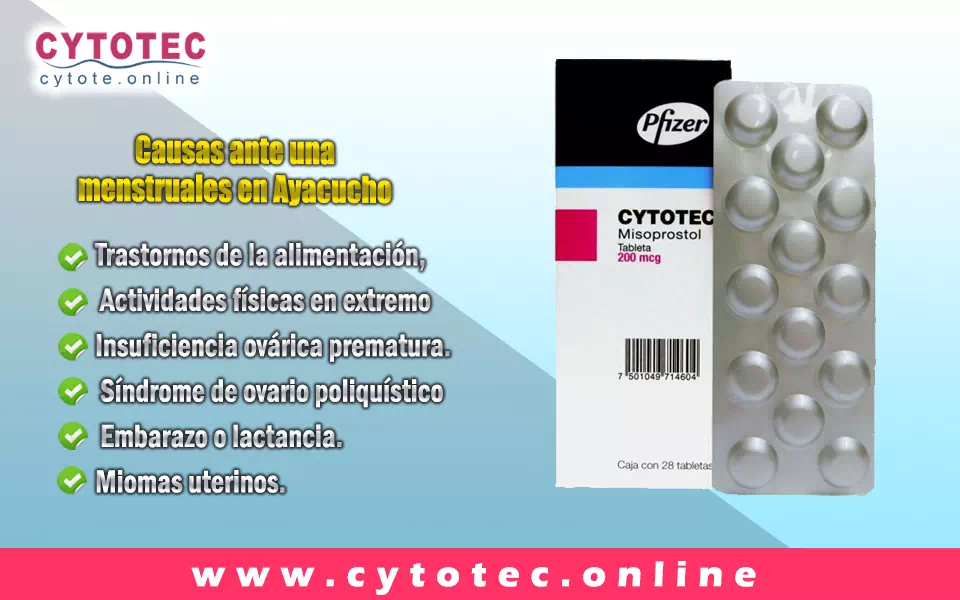 CYTOTEC
cytote.online
Causas ante una
menstruales en Ayacucho
Trastornos de la alimentación,
Actividades físicas en extremo
Insuficiencia ovárica prematura.
Síndrome de ovario poliquístico
Embarazo o lactancia.
Miomas uterinos.
Pfizer
CYTOTEC
Misoprostol
Tableta
200 mcg
7 501049 714604
Caja con 28 tabletas
www.cytotec.online